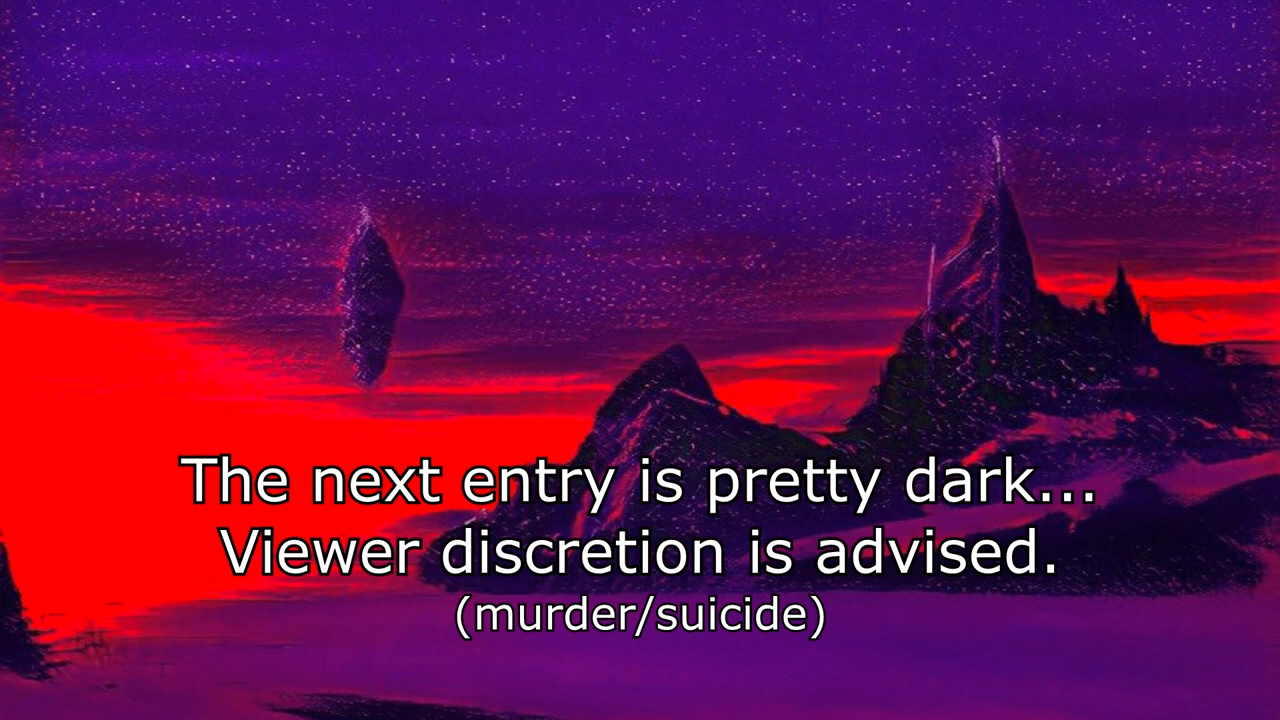 The next entry is pretty dark...
Viewer discretion is advised.
(murder/suicide)